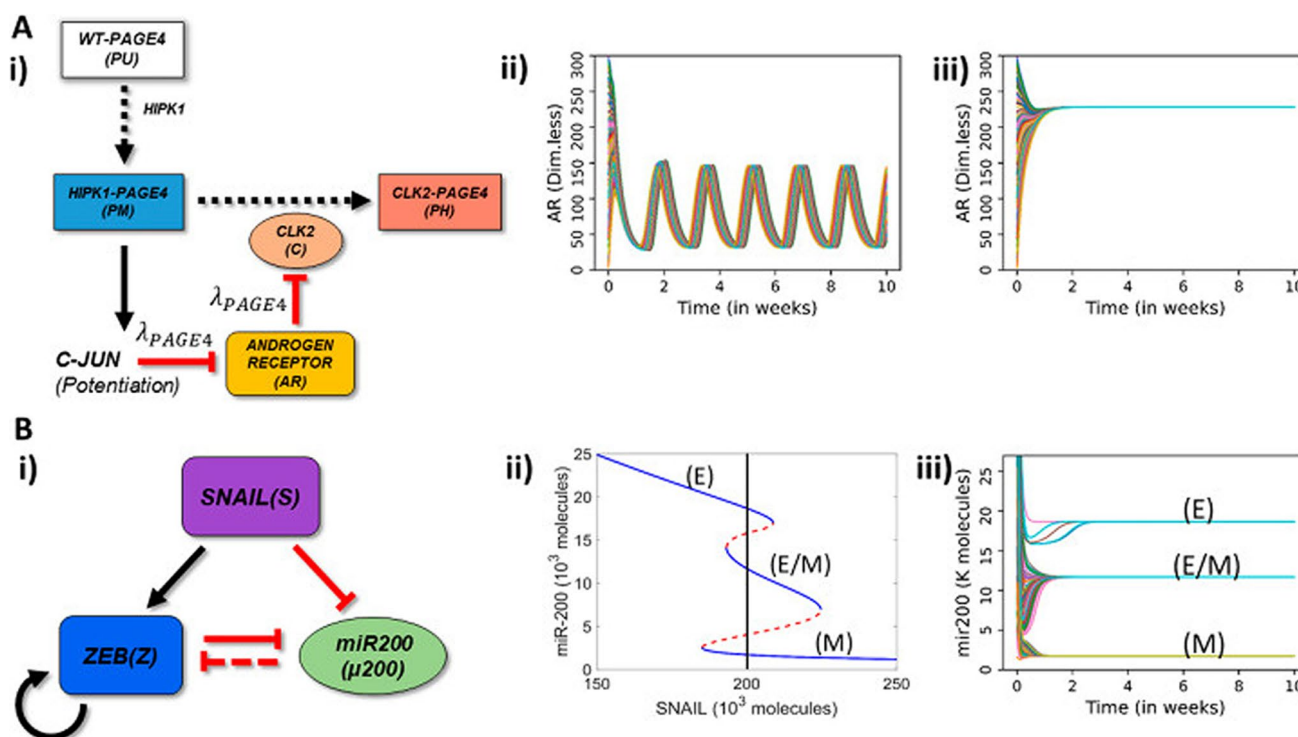 A
i)
WT-PAGE4
(PU)
HIPK1
HIPK1-PAGE4
(PM)
CLK2-PAGE4
(PH)
CLK2
(C)
λPAGE4
λPAGE4
C-JUN
(Potentiation)
ANDROGEN
RECEPTOR
(AR)
ii)
AR (Dim.less)
0 50 100 150 200 250 300
0 2 4 6 8 10
Time (in weeks)
iii)
AR (Dim.less)
0 50 100 150 200 250 300
0 2 4 6 8 10
Time (in weeks)
B
i)
SNAIL(S)
ZEB(Z)
miR200
(μ200)
ii)
miR-200 (10³ molecules)
25
20
15
10
5
0
150 200 250
SNAIL (10³ molecules)
(E)
(E/M)
(M)
iii)
mir200 (K molecules)
0 5 10 15 20 25
0 2 4 6 8 10
Time (in weeks)
(E)
(E/M)
(M)